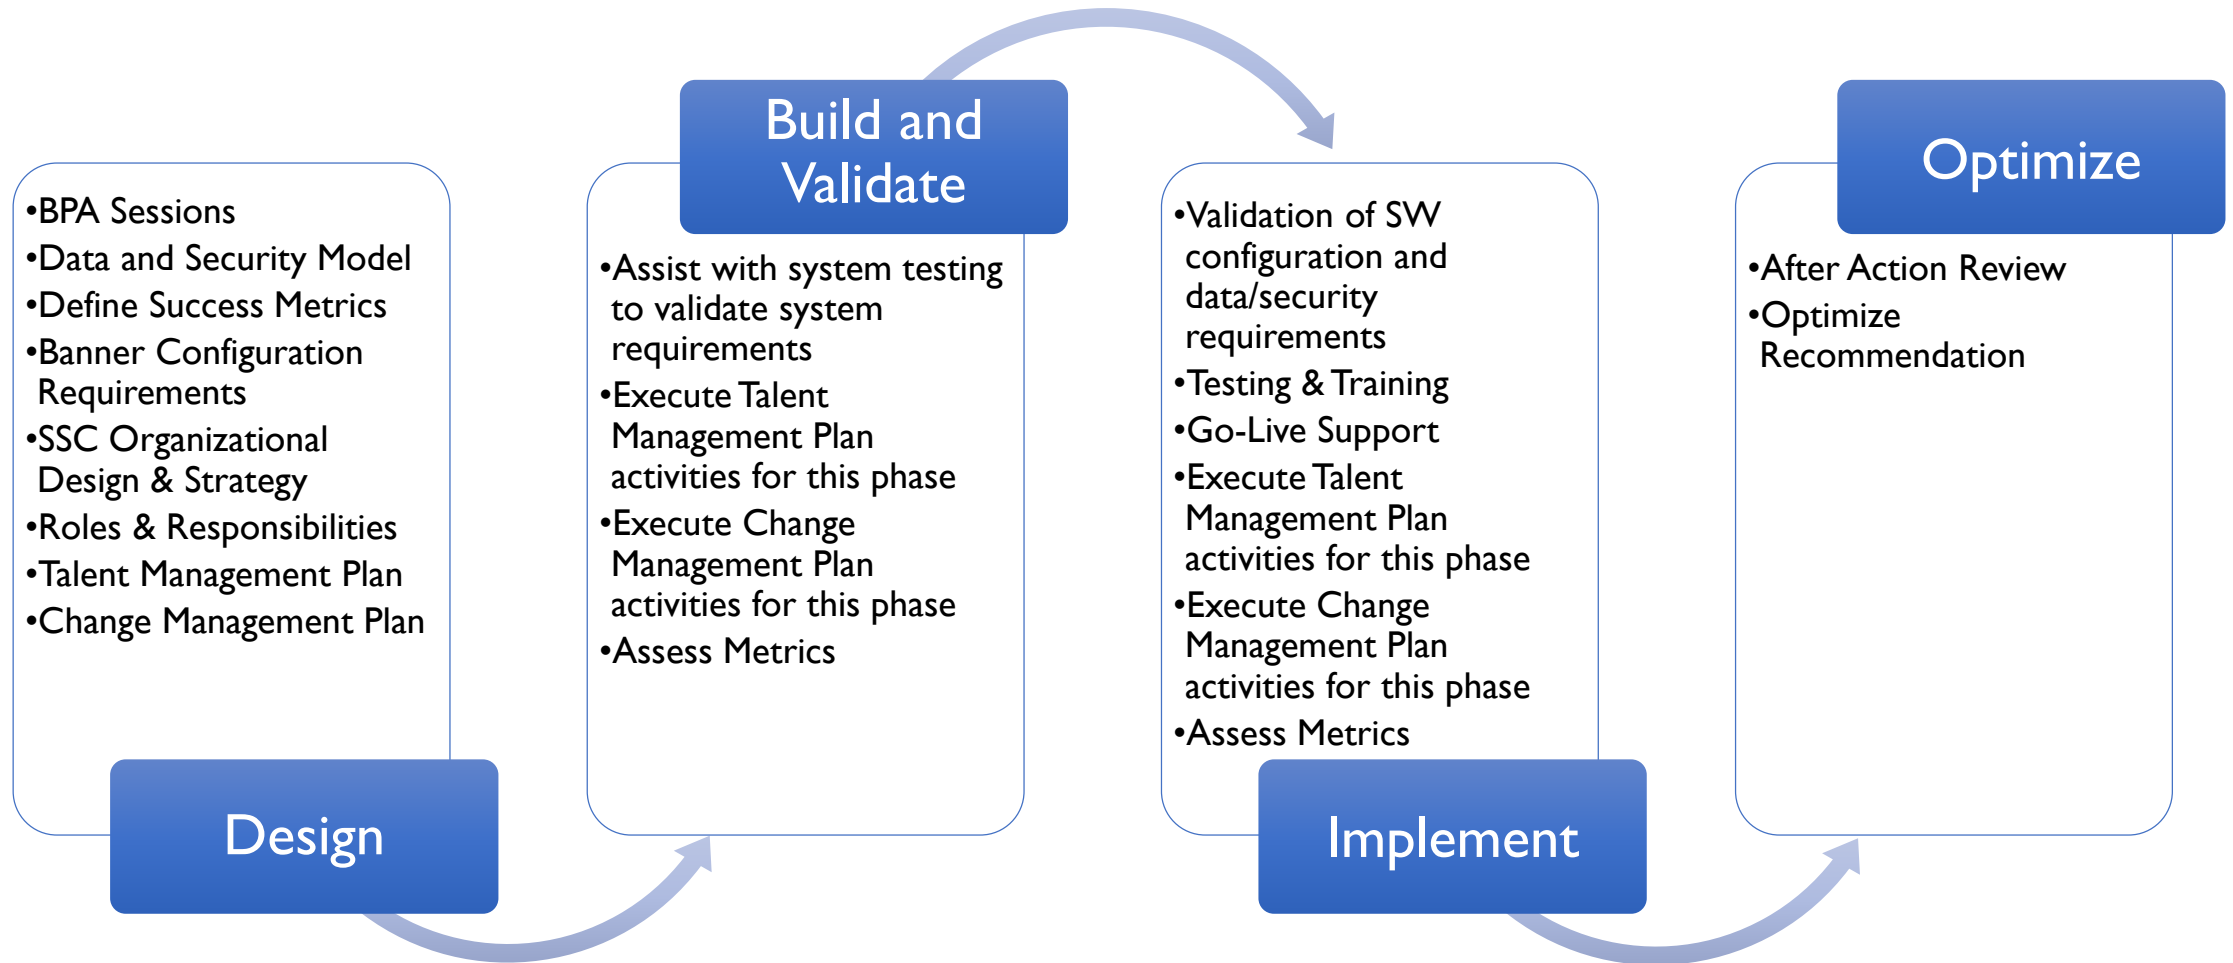 •BPA Sessions
•Data and Security Model
•Define Success Metrics
•Banner Configuration
Requirements
•SSC Organizational
Design & Strategy
•Roles & Responsibilities
•Talent Management Plan
•Change Management Plan
Design
Build and
Validate
•Assist with system testing
to validate system
requirements
•Execute Talent
Management Plan
activities for this phase
•Execute Change
Management Plan
activities for this phase
•Assess Metrics
•Validation of SW
configuration and
data/security
requirements
•Testing & Training
•Go-Live Support
•Execute Talent
Management Plan
activities for this phase
•Execute Change
Management Plan
activities for this phase
•Assess Metrics
Implement
Optimize
•After Action Review
•Optimize
Recommendation